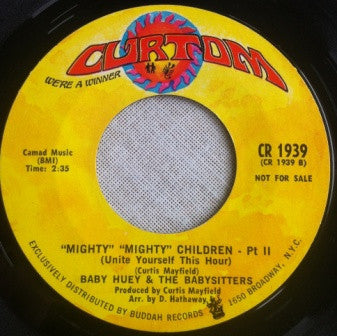 CURTOM
WE'RE A WINNER
Camad Music
(BMI)
Time: 2:35
CR 1939
(CR 1939 B)
NOT FOR SALE
"MIGHTY" "MIGHTY" CHILDREN - Pt II
(Unite Yourself This Hour)
(Curtis Mayfield)
BABY HUEY & THE BABYSITTERS
Produced by Curtis Mayfield
Arr by D. Hathaway
EXCLUSIVELY DISTRIBUTED BY BUDDAH RECORDS 1650 BROADWAY, N.Y.C.